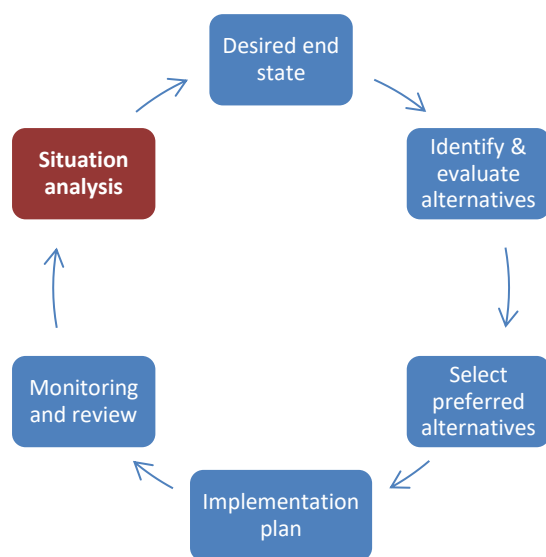 Desired end
state
Identify &
evaluate
alternatives
Select
preferred
alternatives
Implementation
plan
Monitoring
and review
Situation
analysis